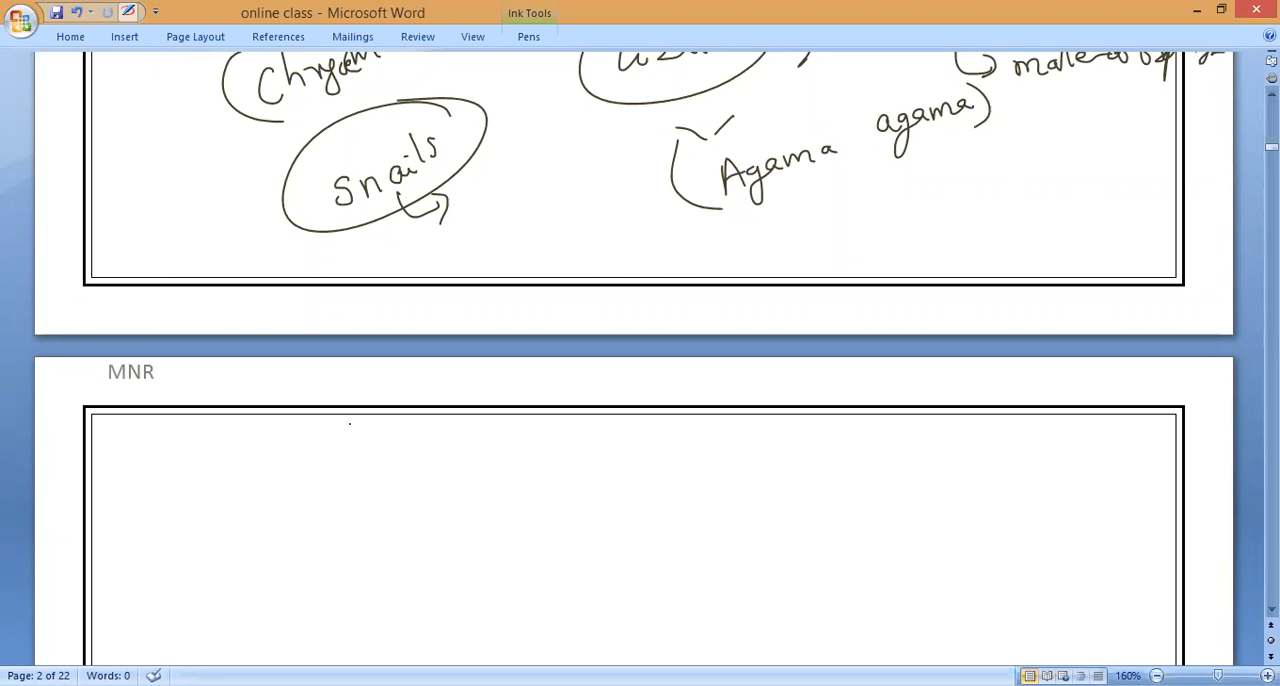 online class - Microsoft Word
Ink Tools
Home Insert Page Layout References Mailings Review View Pens
Snails
Agama agama)
MNR
Page: 2 of 22 Words: 0 160%